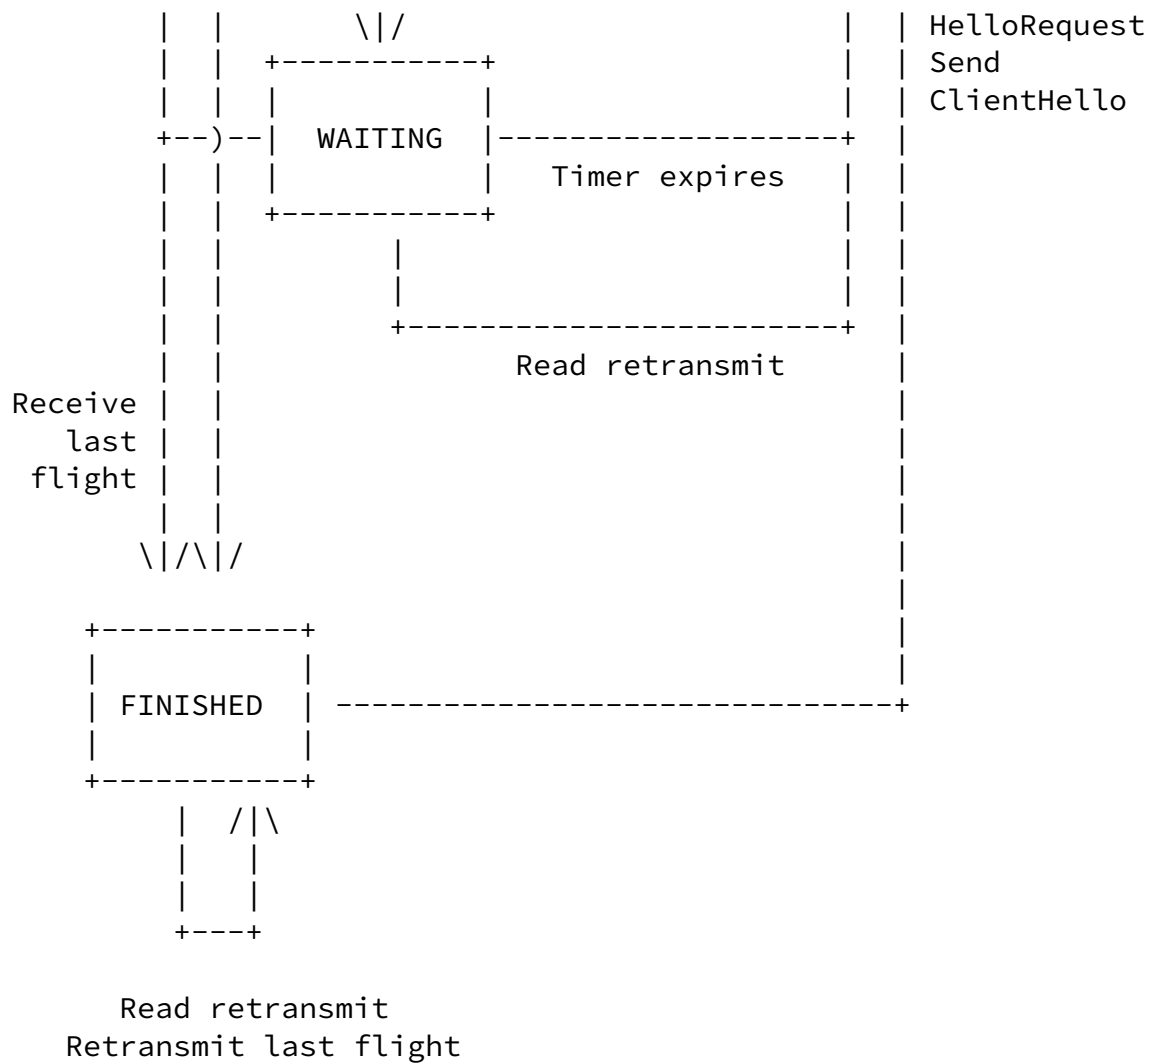 HelloRequest
Send
ClientHello
WAITING
Timer expires
Read retransmit
Receive
last
flight
FINISHED
Read retransmit
Retransmit last flight